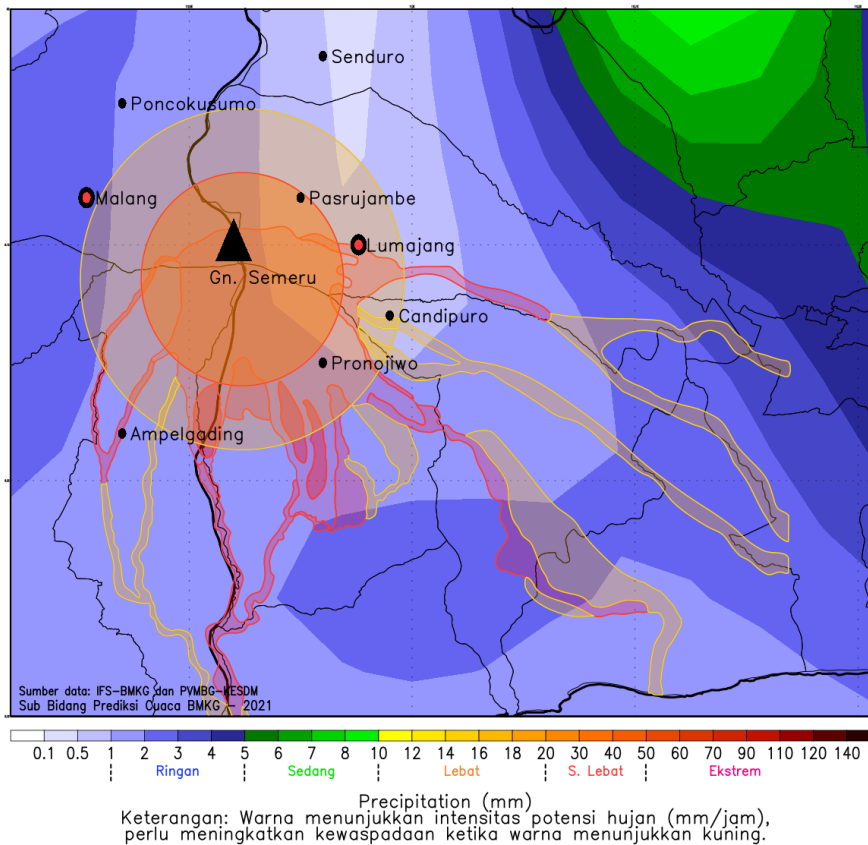 Senduro
Poncokusumo
Malang
Pasrujambe
Lumajang
Gn. Semeru
Candipuro
Pronojiwo
Ampelgading
Sumber data: IFS-BMKG dan PVMBG-KESDM
Sub Bidang Prediksi Cuaca BMKG - 2021
0.1 0.5 1 2 3 4 5 6 7 8 10 12 14 16 18 20 30 40 50 60 70 90 110 120 140
Ringan Sedang Lebat S. Lebat Ekstrem
Precipitation (mm)
Keterangan: Warna menunjukkan intensitas potensi hujan (mm/jam),
perlu meningkatkan kewaspadaan ketika warna menunjukkan kuning.